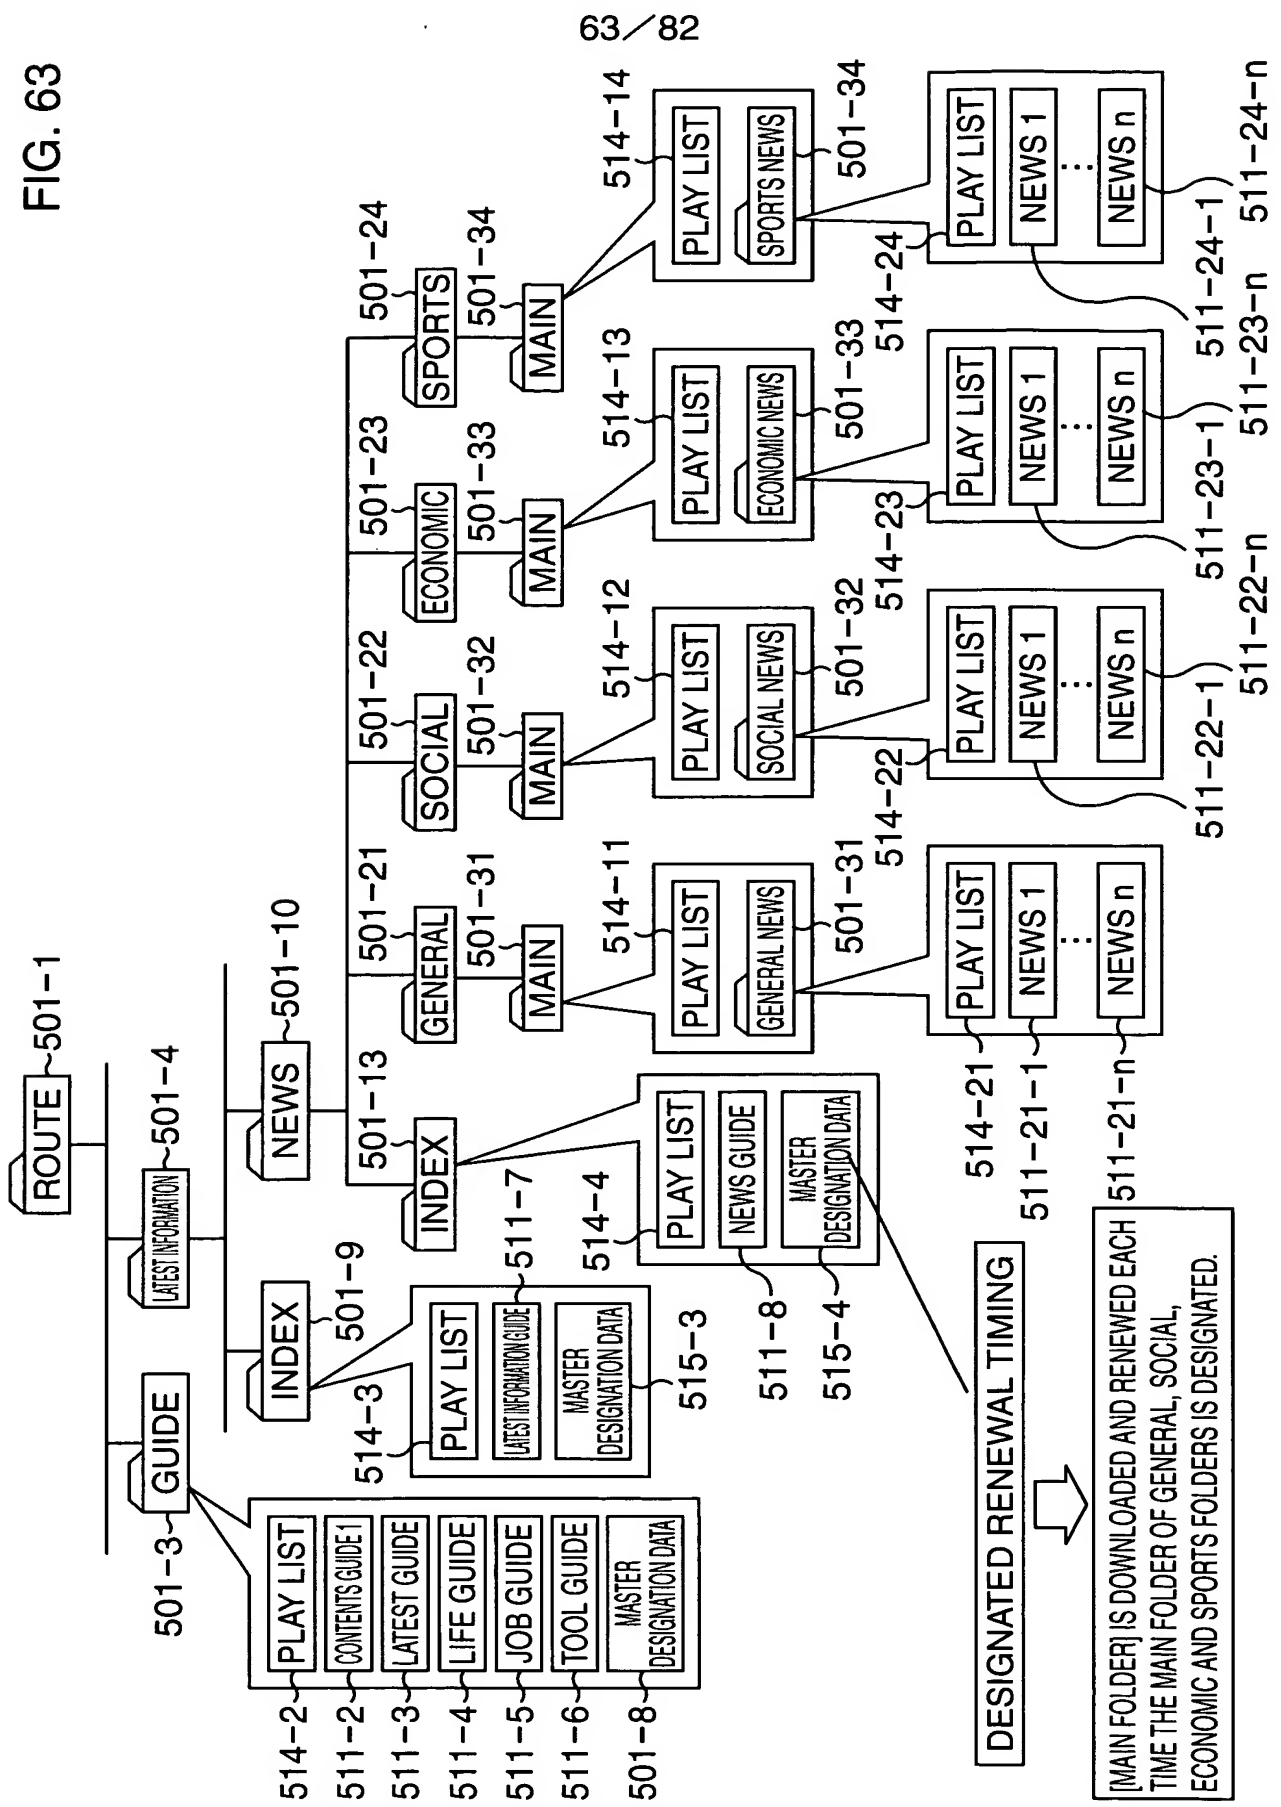 63/82
FIG. 63
ROUTE
501-1
GUIDE
501-3
LATEST INFORMATION
501-4
PLAY LIST
514-2
CONTENTS GUIDE 1
511-2
LATEST GUIDE
511-3
LIFE GUIDE
511-4
JOB GUIDE
511-5
TOOL GUIDE
511-6
MASTER
DESIGNATION DATA
501-8
INDEX
501-9
NEWS
501-10
PLAY LIST
514-3
LATEST INFORMATION GUIDE
511-7
MASTER
DESIGNATION DATA
515-3
INDEX
501-13
GENERAL
501-21
SOCIAL
501-22
ECONOMIC
501-23
SPORTS
501-24
MAIN
501-31
MAIN
501-32
MAIN
501-33
MAIN
501-34
PLAY LIST
514-4
NEWS GUIDE
511-8
MASTER
DESIGNATION DATA
515-4
PLAY LIST
514-11
GENERAL NEWS
501-31
PLAY LIST
514-12
SOCIAL NEWS
501-32
PLAY LIST
514-13
ECONOMIC NEWS
501-33
PLAY LIST
514-14
SPORTS NEWS
501-34
PLAY LIST
514-21
NEWS 1
511-21-1
NEWS n
511-21-n
PLAY LIST
514-22
NEWS 1
511-22-1
NEWS n
511-22-n
PLAY LIST
514-23
NEWS 1
511-23-1
NEWS n
511-23-n
PLAY LIST
514-24
NEWS 1
511-24-1
NEWS n
511-24-n
DESIGNATED RENEWAL TIMING
[MAIN FOLDER] IS DOWNLOADED AND RENEWED EACH
TIME THE MAIN FOLDER OF GENERAL, SOCIAL,
ECONOMIC AND SPORTS FOLDERS IS DESIGNATED.